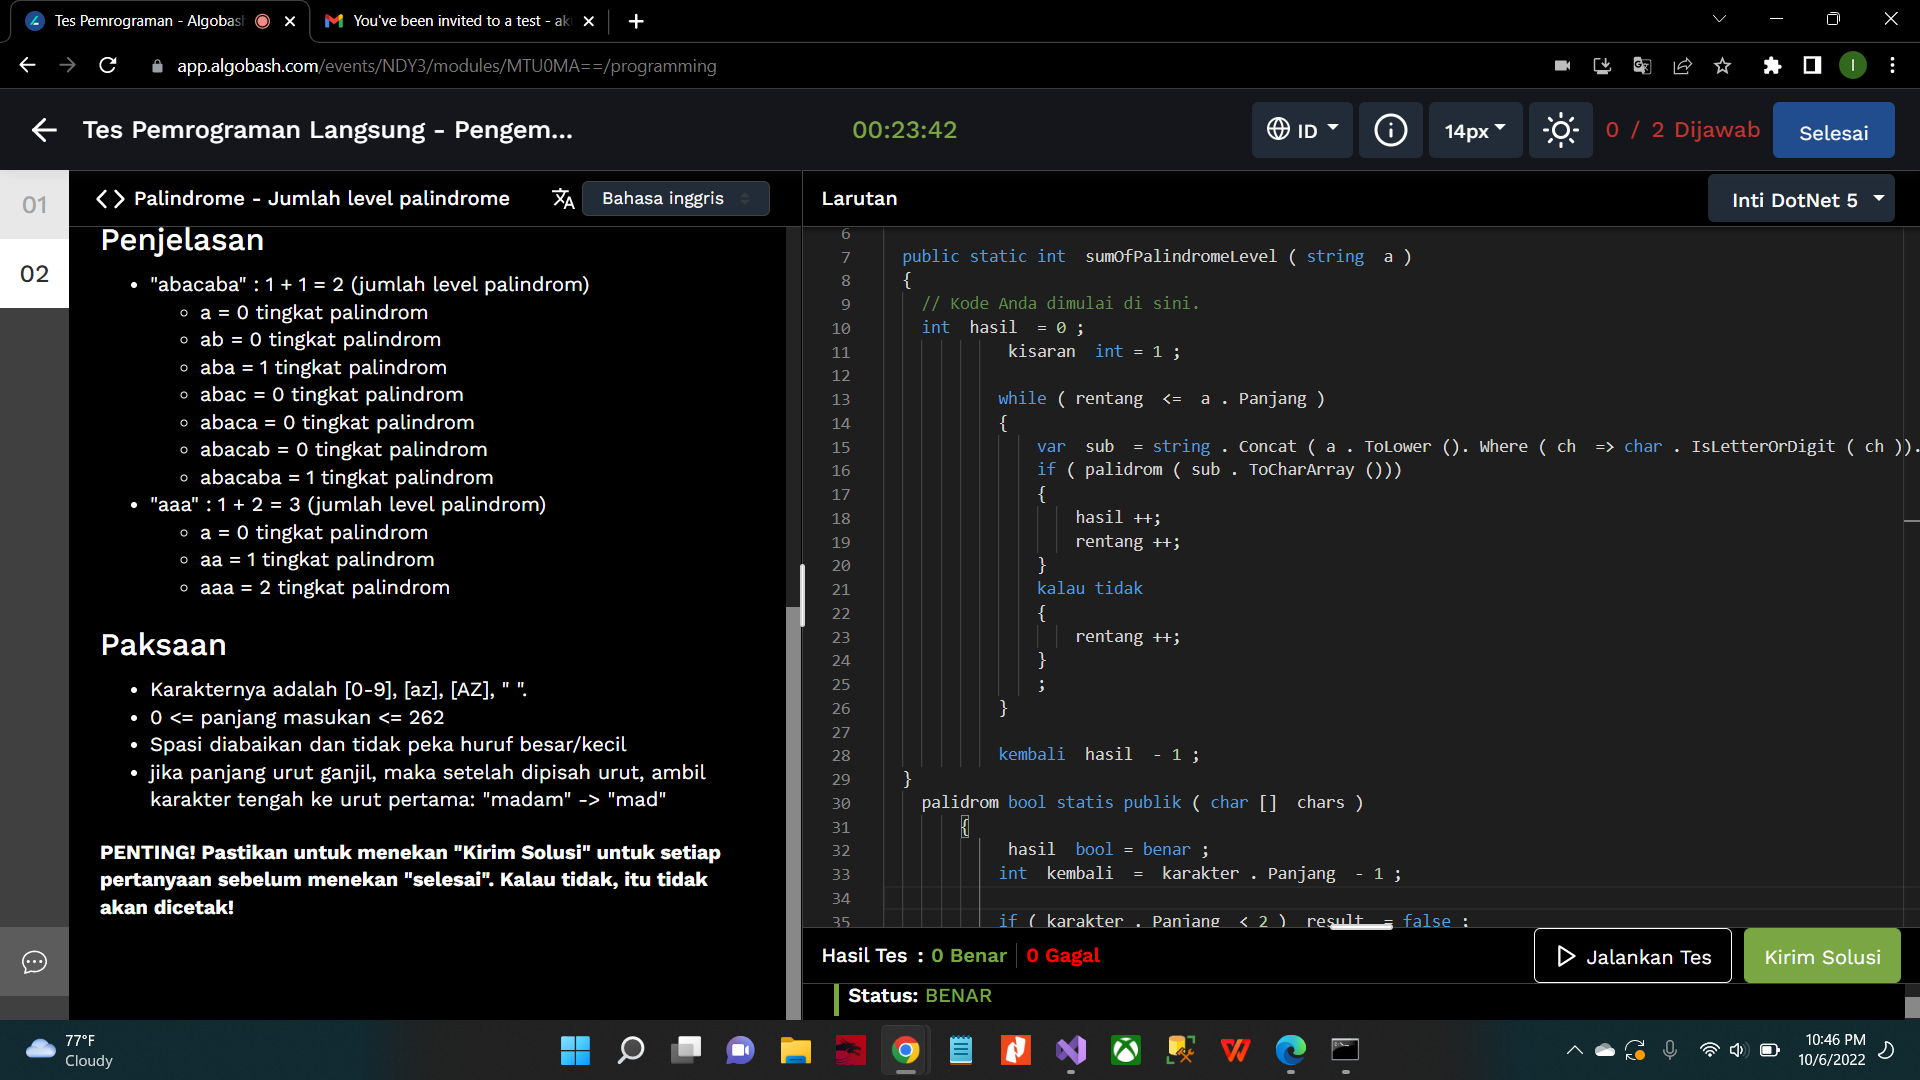 Tes Pemrograman - Algobas
You've been invited to a test - ak
app.algobash.com/events/NDY3/modules/MTU0MA==/programming
I
Tes Pemrograman Langsung - Pengem...
00:23:42
ID
14px
0 / 2 Dijawab
Selesai
01
02
Palindrome - Jumlah level palindrome
Bahasa inggris
Larutan
Inti DotNet 5
Penjelasan
"abacaba" : 1 + 1 = 2 (jumlah level palindrom)
a = 0 tingkat palindrom
ab = 0 tingkat palindrom
aba = 1 tingkat palindrom
abac = 0 tingkat palindrom
abaca = 0 tingkat palindrom
abacab = 0 tingkat palindrom
abacaba = 1 tingkat palindrom
"aaa" : 1 + 2 = 3 (jumlah level palindrom)
a = 0 tingkat palindrom
aa = 1 tingkat palindrom
aaa = 2 tingkat palindrom
Paksaan
Karakternya adalah [0-9], [az], [AZ], " ".
0 <= panjang masukan <= 262
Spasi diabaikan dan tidak peka huruf besar/kecil
jika panjang urut ganjil, maka setelah dipisah urut, ambil
karakter tengah ke urut pertama: "madam" -> "mad"
PENTING! Pastikan untuk menekan "Kirim Solusi" untuk setiap
pertanyaan sebelum menekan "selesai". Kalau tidak, itu tidak
akan dicetak!
6
7 public static int sumOfPalindromeLevel ( string a )
8 {
9 // Kode Anda dimulai di sini.
10 int hasil = 0 ;
11 kisaran int = 1 ;
12
13 while ( rentang <= a . Panjang )
14 {
15 var sub = string . Concat ( a . ToLower (). Where ( ch => char . IsLetterOrDigit ( ch )).
16 if ( palidrom ( sub . ToCharArray ()))
17 {
18 hasil ++;
19 rentang ++;
20 }
21 kalau tidak
22 {
23 rentang ++;
24 }
25 ;
26 }
27
28 kembali hasil - 1 ;
29 }
30 palidrom bool statis publik ( char [] chars )
31 {
32 hasil bool = benar ;
33 int kembali = karakter . Panjang - 1 ;
34
35 if ( karakter . Panjang < 2 ) result = false ;
Hasil Tes : 0 Benar 0 Gagal
Jalankan Tes
Kirim Solusi
Status: BENAR
77°F
Cloudy
10:46 PM
10/6/2022